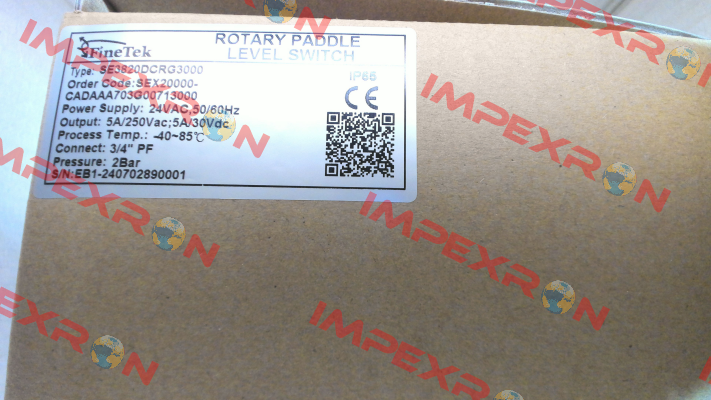 FineTek
ROTARY PADDLE
LEVEL SWITCH
Type: SE3820DCRG3000
Order Code:SEX20000-
CADAAA703G00713000
IP66
CE
Power Supply: 24VAC,50/60Hz
Output: 5A/250Vac;5A/30Vdc
Process Temp.: -40~85℃
Connect: 3/4" PF
Pressure: 2Bar
S/N:EB1-240702890001
IMPEXRON
IMPEXRON
IMPEXRON
IMPEXRON
IMPEXRON